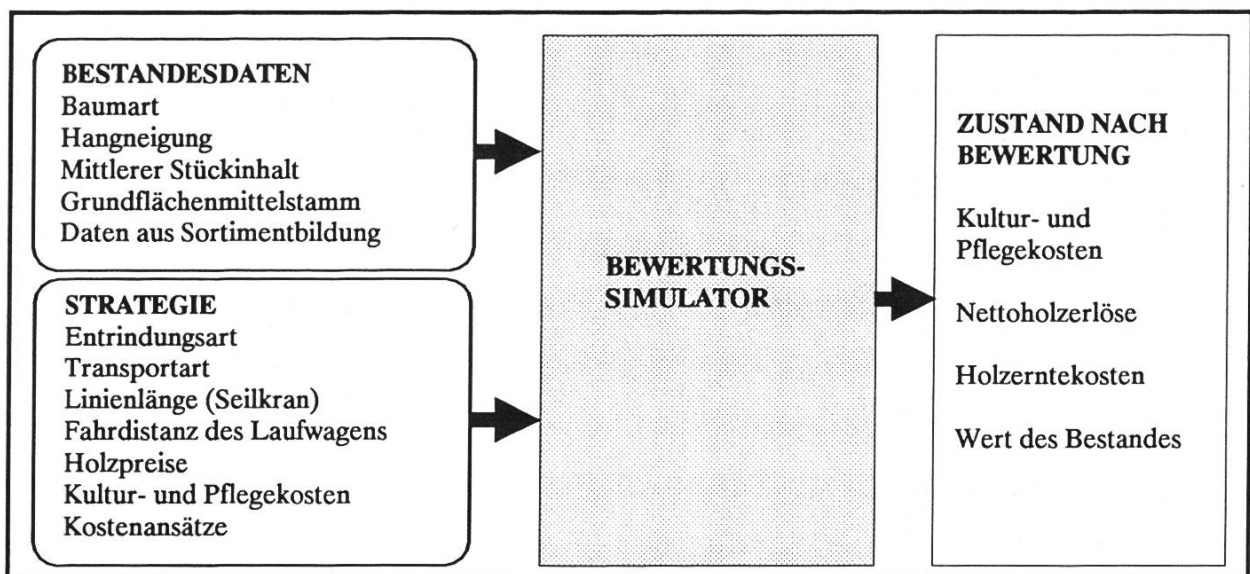 BESTANDESDATEN
Baumart
Hangneigung
Mittlerer Stückinhalt
Grundflächenmittelstamm
Daten aus Sortimentbildung
STRATEGIE
Entrindungsart
Transportart
Linienlänge (Seilkran)
Fahrdistanz des Laufwagens
Holzpreise
Kultur- und Pflegekosten
Kostenansätze
BEWERTUNGS-
SIMULATOR
ZUSTAND NACH
BEWERTUNG
Kultur- und
Pflegekosten
Nettoholzerlöse
Holzerntekosten
Wert des Bestandes